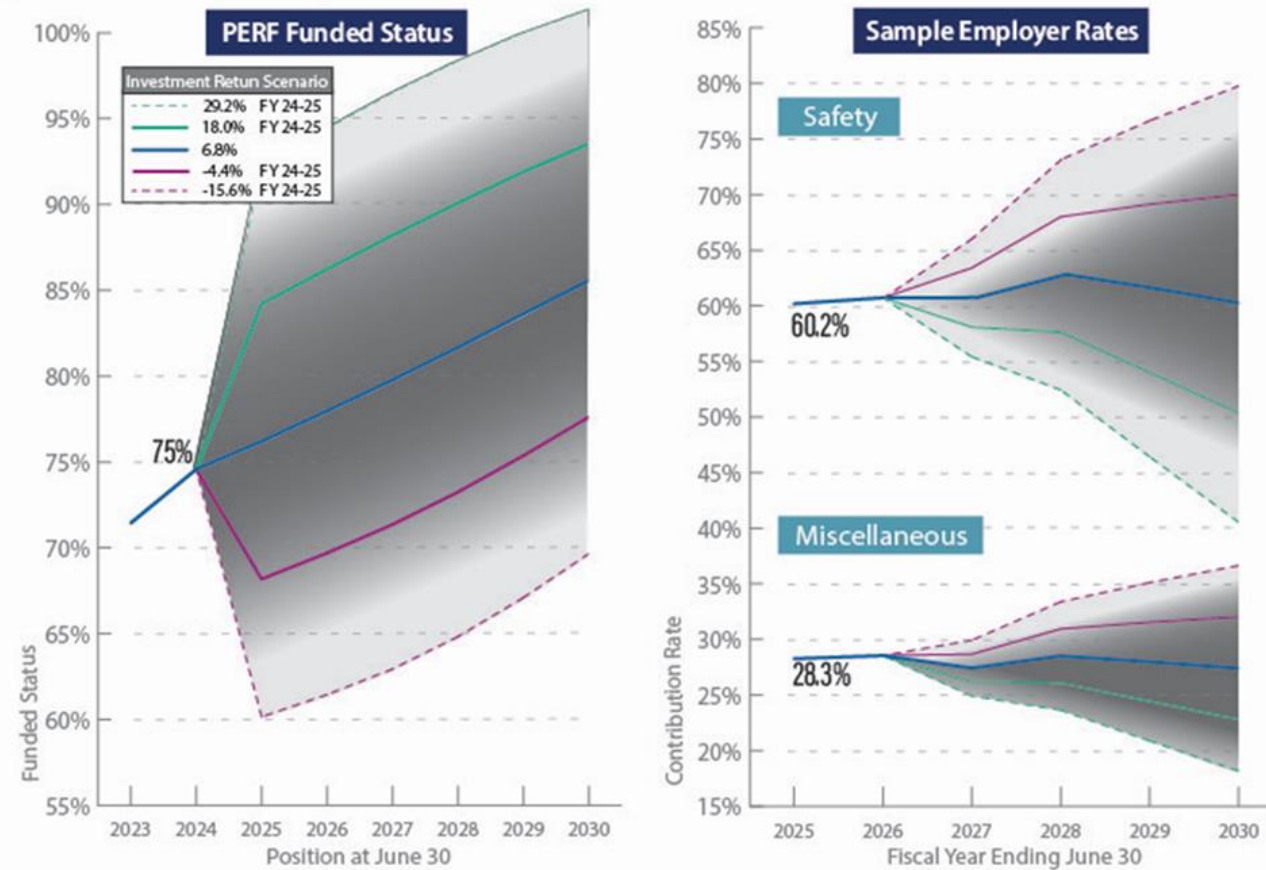 PERF Funded Status
Investment Retun Scenario
29.2% FY 24-25
18.0% FY 24-25
6.8%
-4.4% FY 24-25
-15.6% FY 24-25
100%
95%
90%
85%
80%
75%
70%
65%
60%
55%
75%
Funded Status
2023 2024 2025 2026 2027 2028 2029 2030
Position at June 30
Sample Employer Rates
85%
80%
75%
70%
65%
60%
55%
50%
45%
40%
35%
30%
25%
20%
15%
Safety
60.2%
Miscellaneous
28.3%
Contribution Rate
2025 2026 2027 2028 2029 2030
Fiscal Year Ending June 30